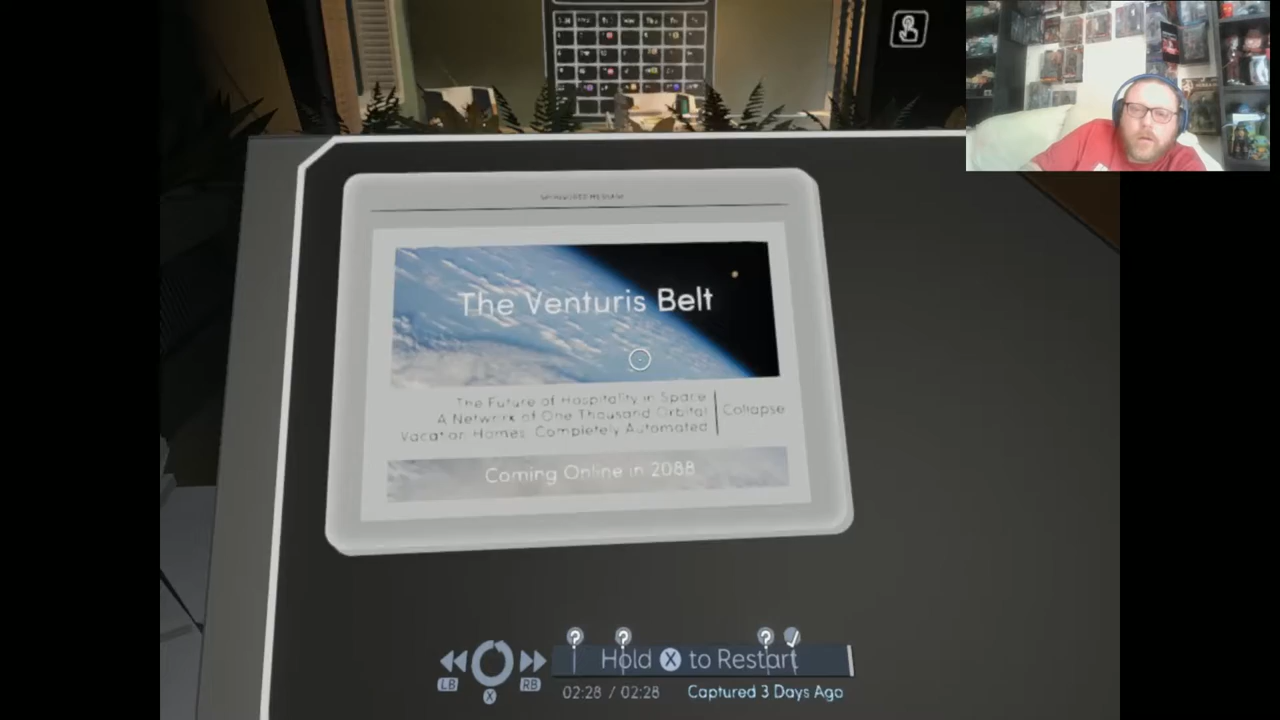 The Venturis Belt
The Future of Hospitality in Space
A Network of One Thousand Orbital
Vacation Homes, Completely Automated
Collapse
Coming Online in 2088
? ? ?
Hold X to Restart
LB X RB
02:28 / 02:28 Captured 3 Days Ago